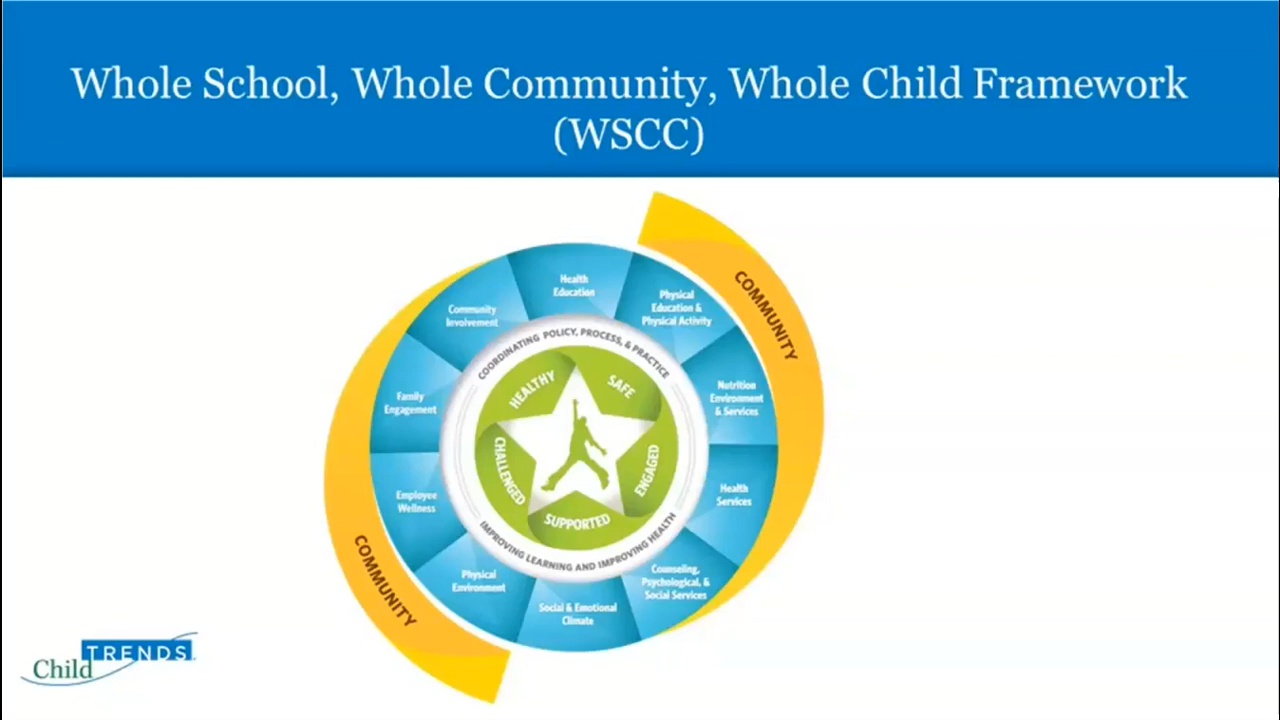 Whole School, Whole Community, Whole Child Framework
(WSCC)
COMMUNITY
Health
Education
Physical
Education &
Physical Activity
Nutrition
Environment
& Services
Health
Services
Counseling,
Psychological, &
Social Services
Social & Emotional
Climate
Physical
Environment
Employee
Wellness
Family
Engagement
Community
Involvement
COORDINATING POLICY, PROCESS, & PRACTICE
IMPROVING LEARNING AND IMPROVING HEALTH
HEALTHY
SAFE
ENGAGED
SUPPORTED
CHALLENGED
COMMUNITY
Child TRENDS